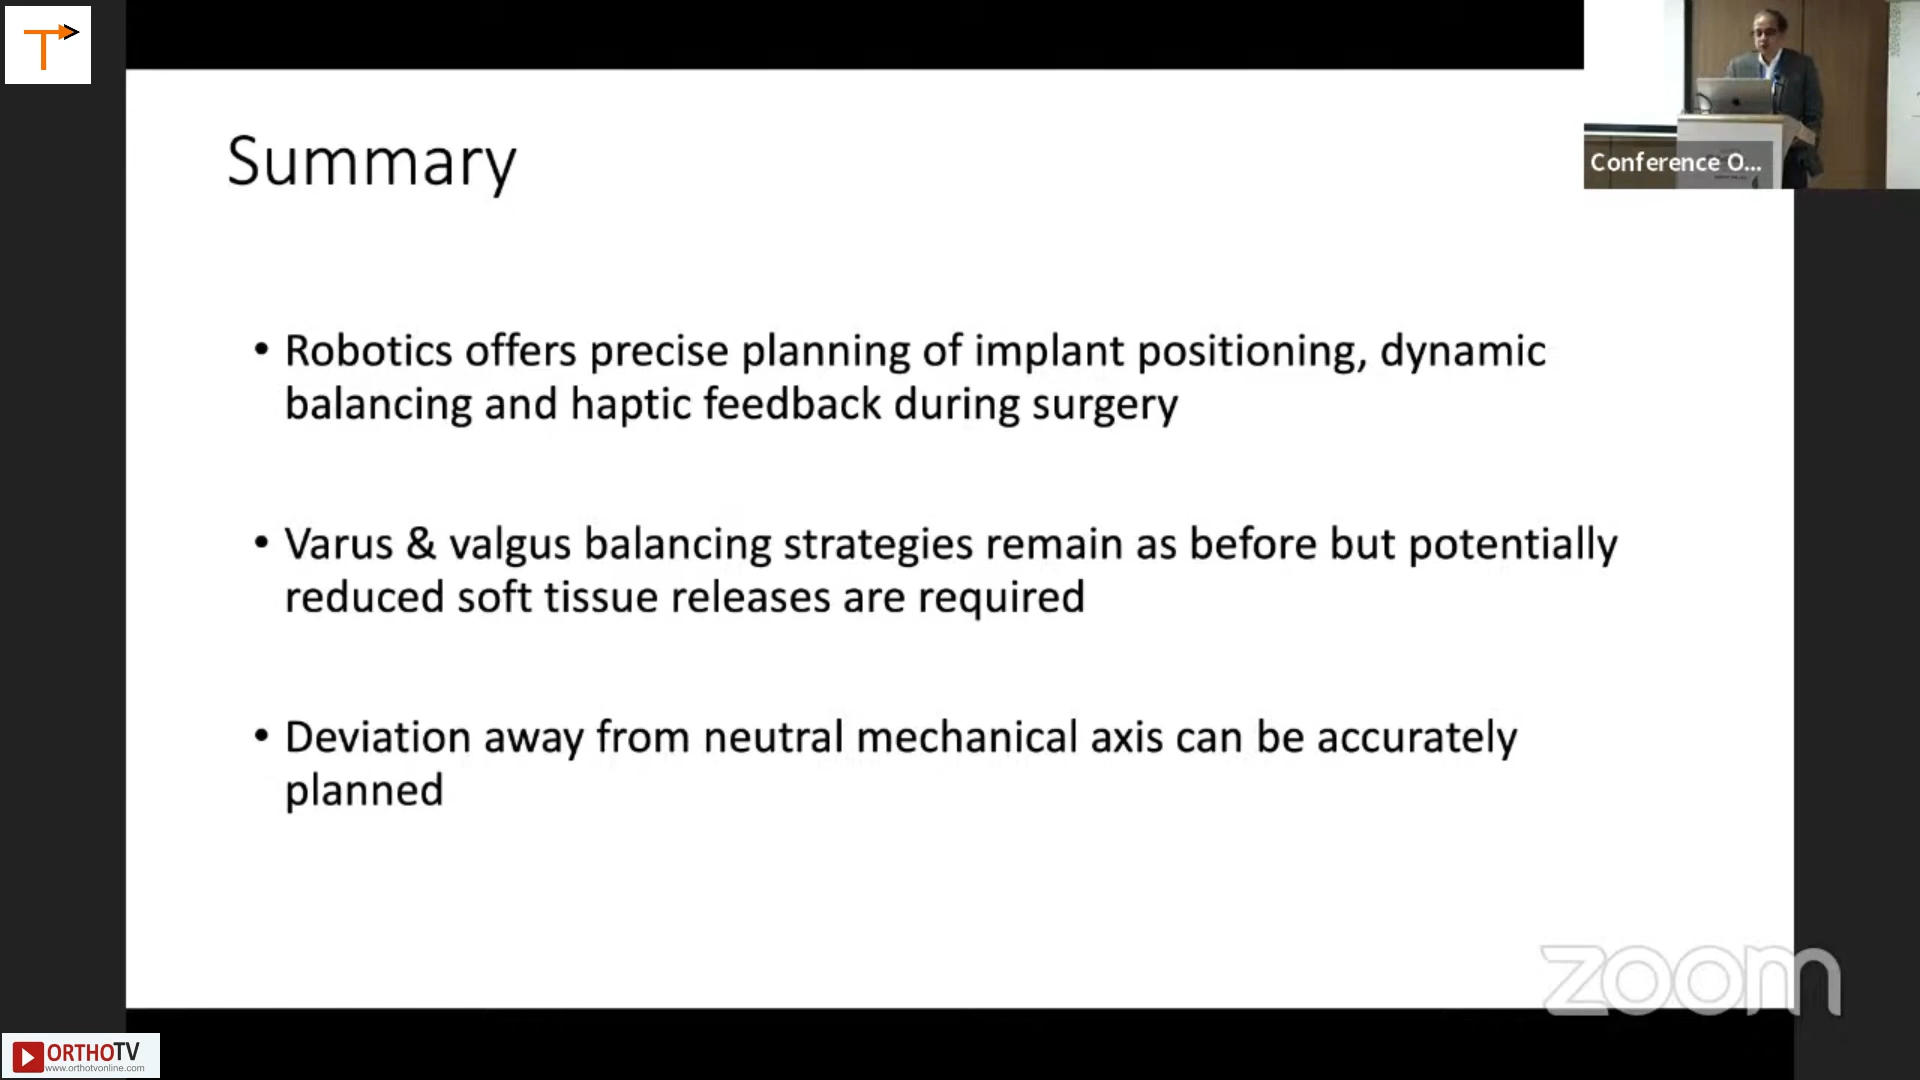 Summary
Conference O...
• Robotics offers precise planning of implant positioning, dynamic
balancing and haptic feedback during surgery
• Varus & valgus balancing strategies remain as before but potentially
reduced soft tissue releases are required
• Deviation away from neutral mechanical axis can be accurately
planned
zoom
ORTHOTV
www.orthotvonline.com